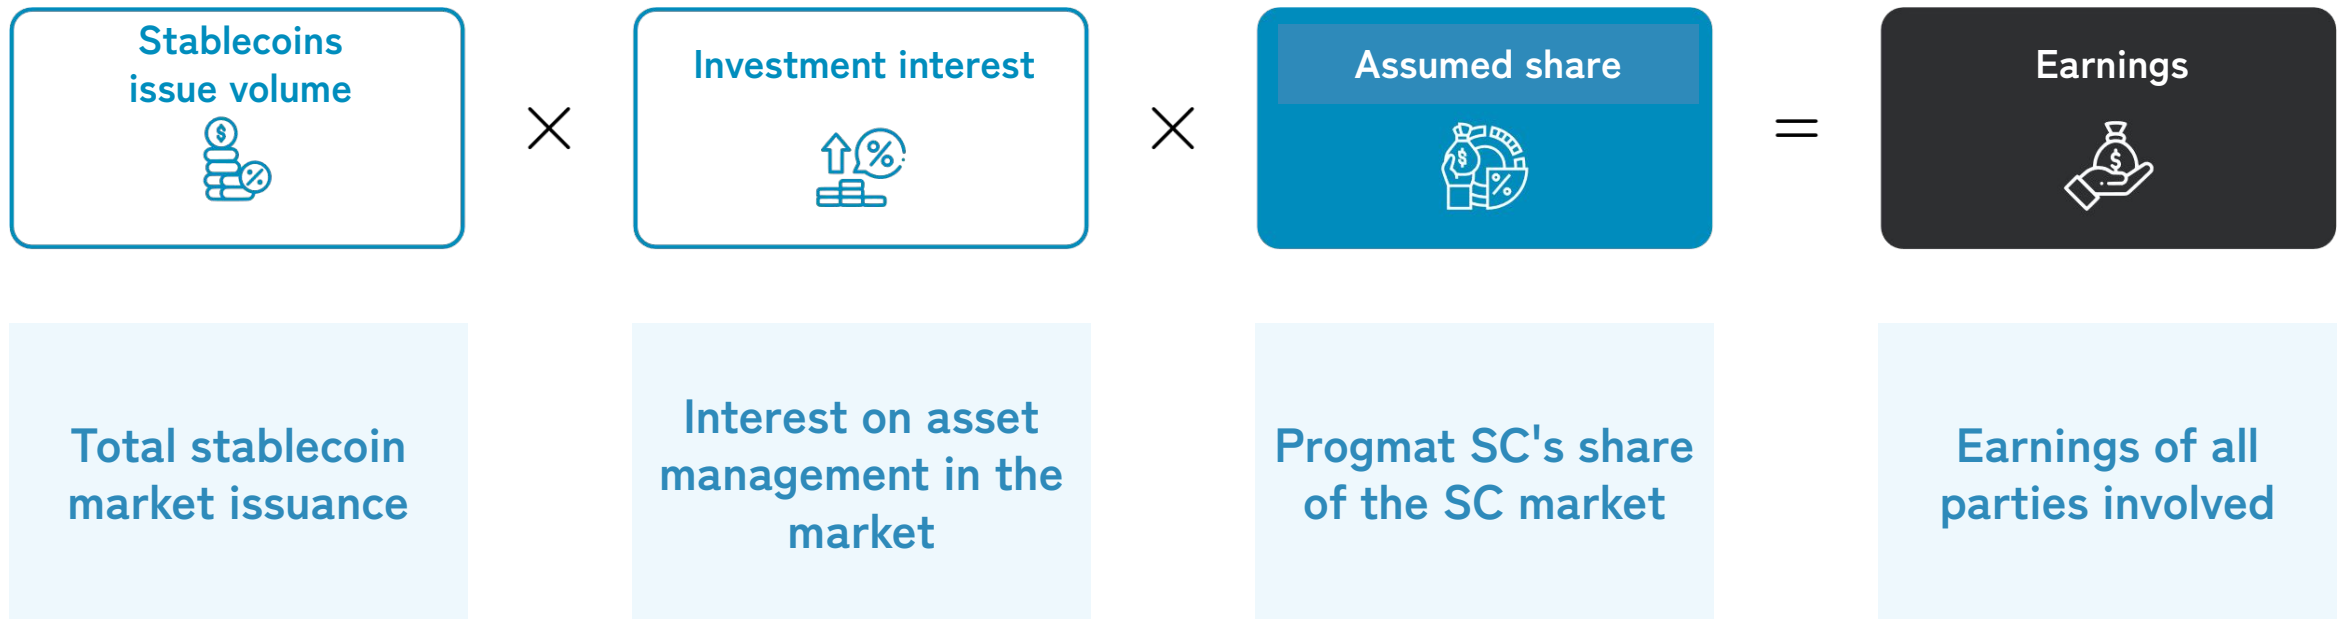 Stablecoins
issue volume
×
Investment interest
×
Assumed share
=
Earnings
Total stablecoin
market issuance
Interest on asset
management in the
market
Progmat SC's share
of the SC market
Earnings of all
parties involved